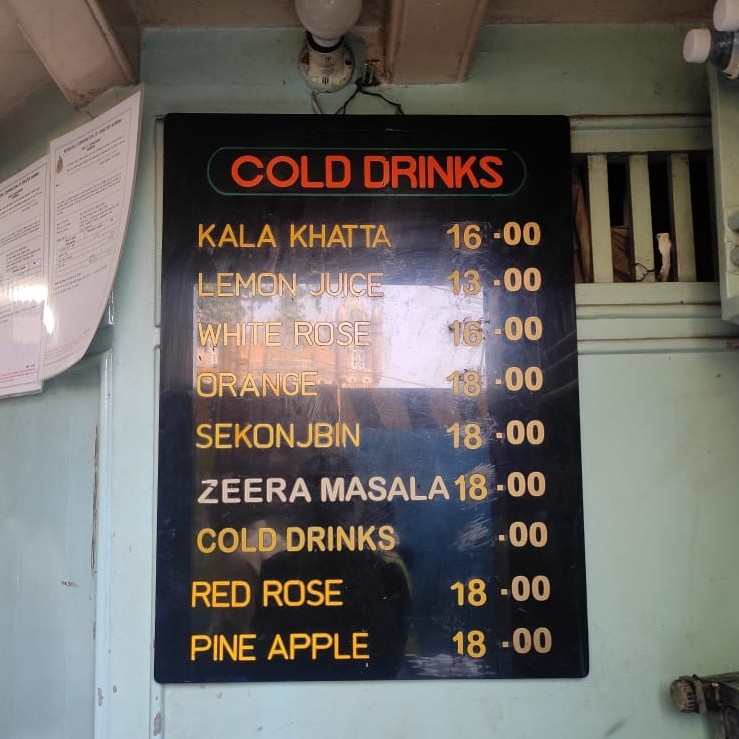 COLD DRINKS
KALA KHATTA 16 -00
LEMON JUICE 13 -00
WHITE ROSE 16 -00
ORANGE 18 -00
SEKONJBIN 18 -00
ZEERA MASALA 18 -00
COLD DRINKS -00
RED ROSE 18 -00
PINE APPLE 18 -00